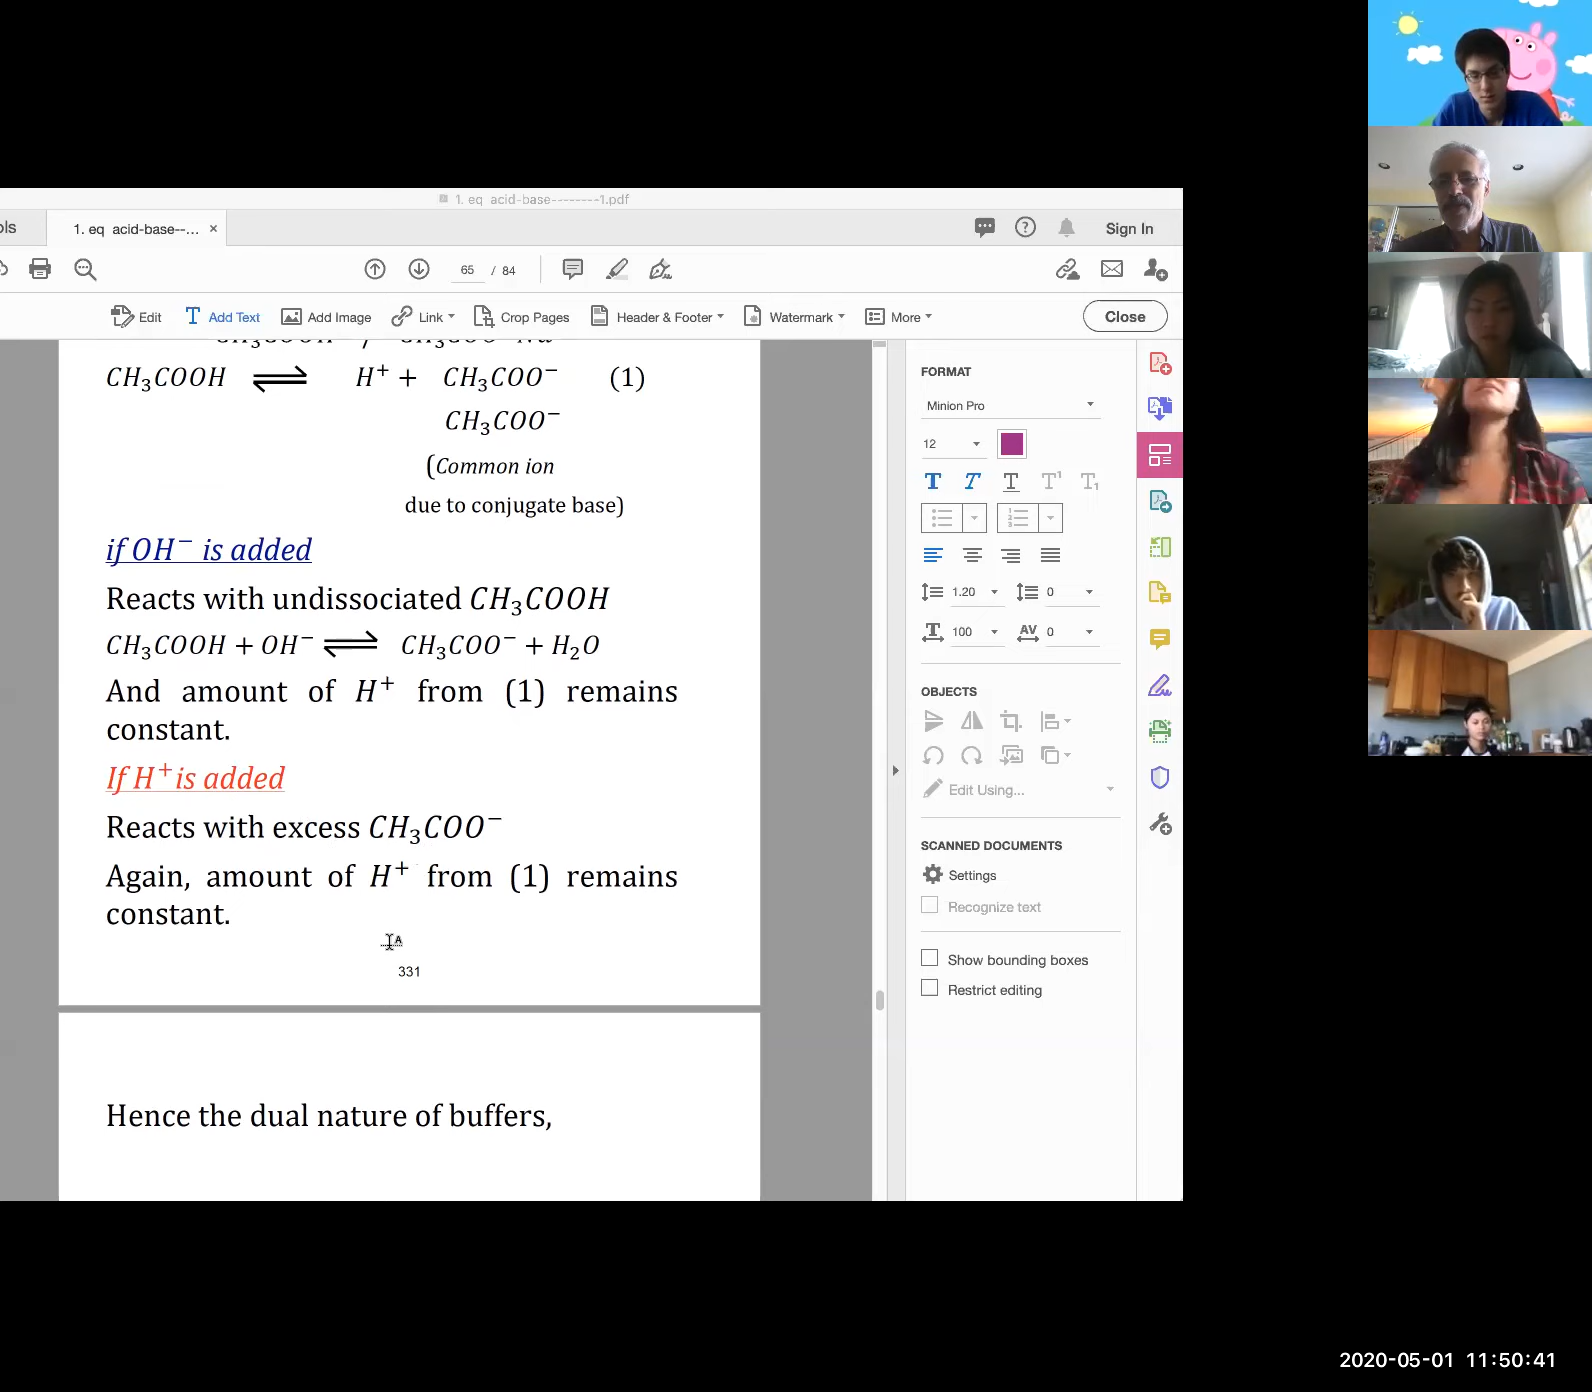 1. eq acid-base--------1.pdf
ols
1. eq acid-base--... ×
Sign In
65 / 84
Edit Add Text Add Image Link Crop Pages Header & Footer Watermark More Close
CH₃COOH ⇌ H⁺ + CH₃COO⁻ (1)
CH₃COO⁻
(Common ion
due to conjugate base)
if OH⁻ is added
Reacts with undissociated CH₃COOH
CH₃COOH + OH⁻ ⇌ CH₃COO⁻ + H₂O
And amount of H⁺ from (1) remains
constant.
If H⁺is added
Reacts with excess CH₃COO⁻
Again, amount of H⁺ from (1) remains
constant.
331
Hence the dual nature of buffers,
FORMAT
Minion Pro
12
T T T T¹ T₁
1.20 0
100 AV 0
OBJECTS
Edit Using...
SCANNED DOCUMENTS
Settings
Recognize text
Show bounding boxes
Restrict editing
2020-05-01 11:50:41